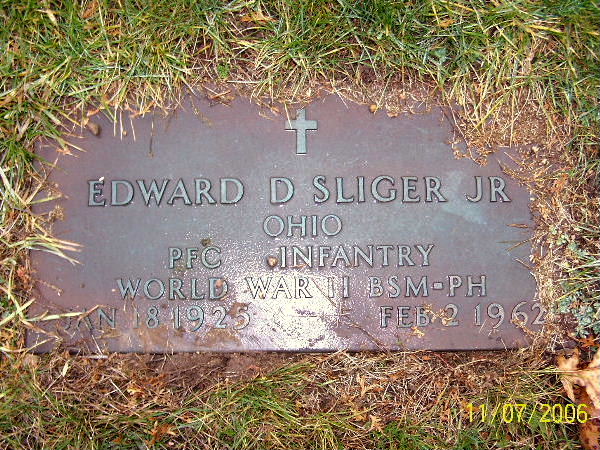 EDWARD D SLIGER JR
OHIO
PFC INFANTRY
WORLD WAR II BSM-PH
JAN 18 1925 FEB 2 1962
11/07/2006